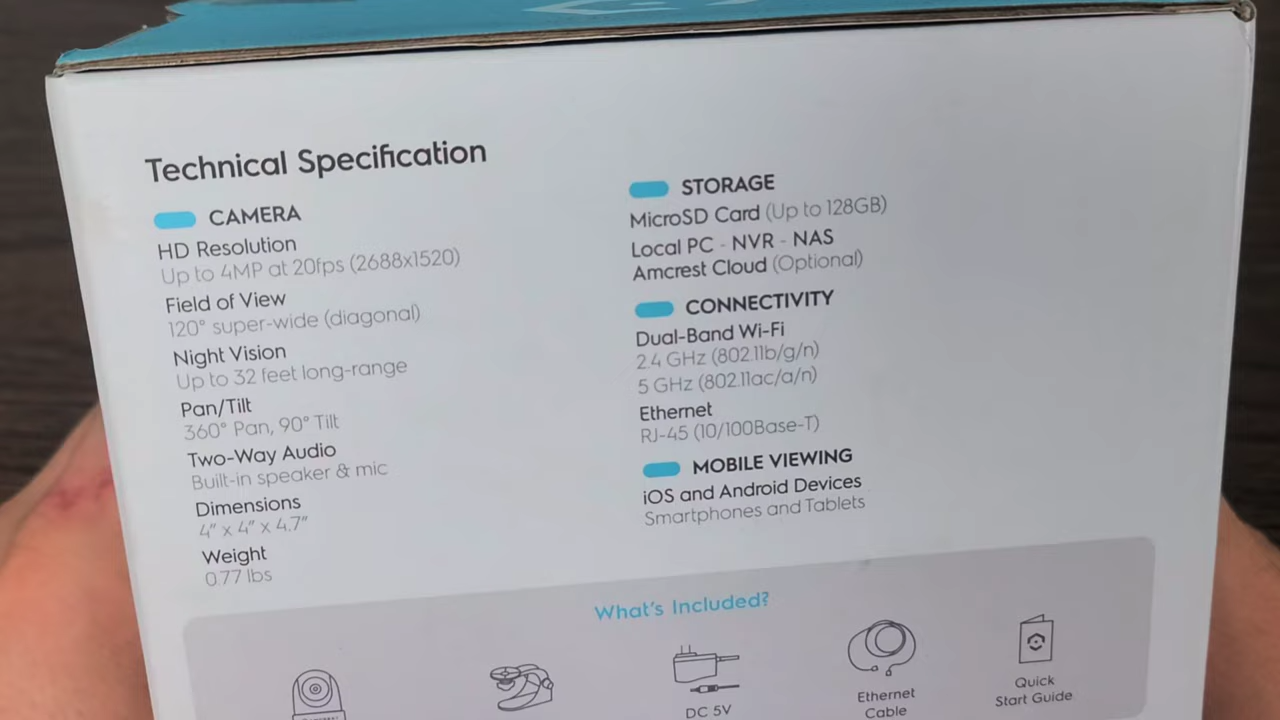 Technical Specification
CAMERA
HD Resolution
Up to 4MP at 20fps (2688x1520)
Field of View
120° super-wide (diagonal)
Night Vision
Up to 32 feet long-range
Pan/Tilt
360° Pan, 90° Tilt
Two-Way Audio
Built-in speaker & mic
Dimensions
4" x 4" x 4.7"
Weight
0.77 lbs
STORAGE
MicroSD Card (Up to 128GB)
Local PC - NVR - NAS
Amcrest Cloud (Optional)
CONNECTIVITY
Dual-Band Wi-Fi
2.4 GHz (802.11b/g/n)
5 GHz (802.11ac/a/n)
Ethernet
RJ-45 (10/100Base-T)
MOBILE VIEWING
iOS and Android Devices
Smartphones and Tablets
What's Included?
DC 5V
Ethernet
Cable
Quick
Start Guide